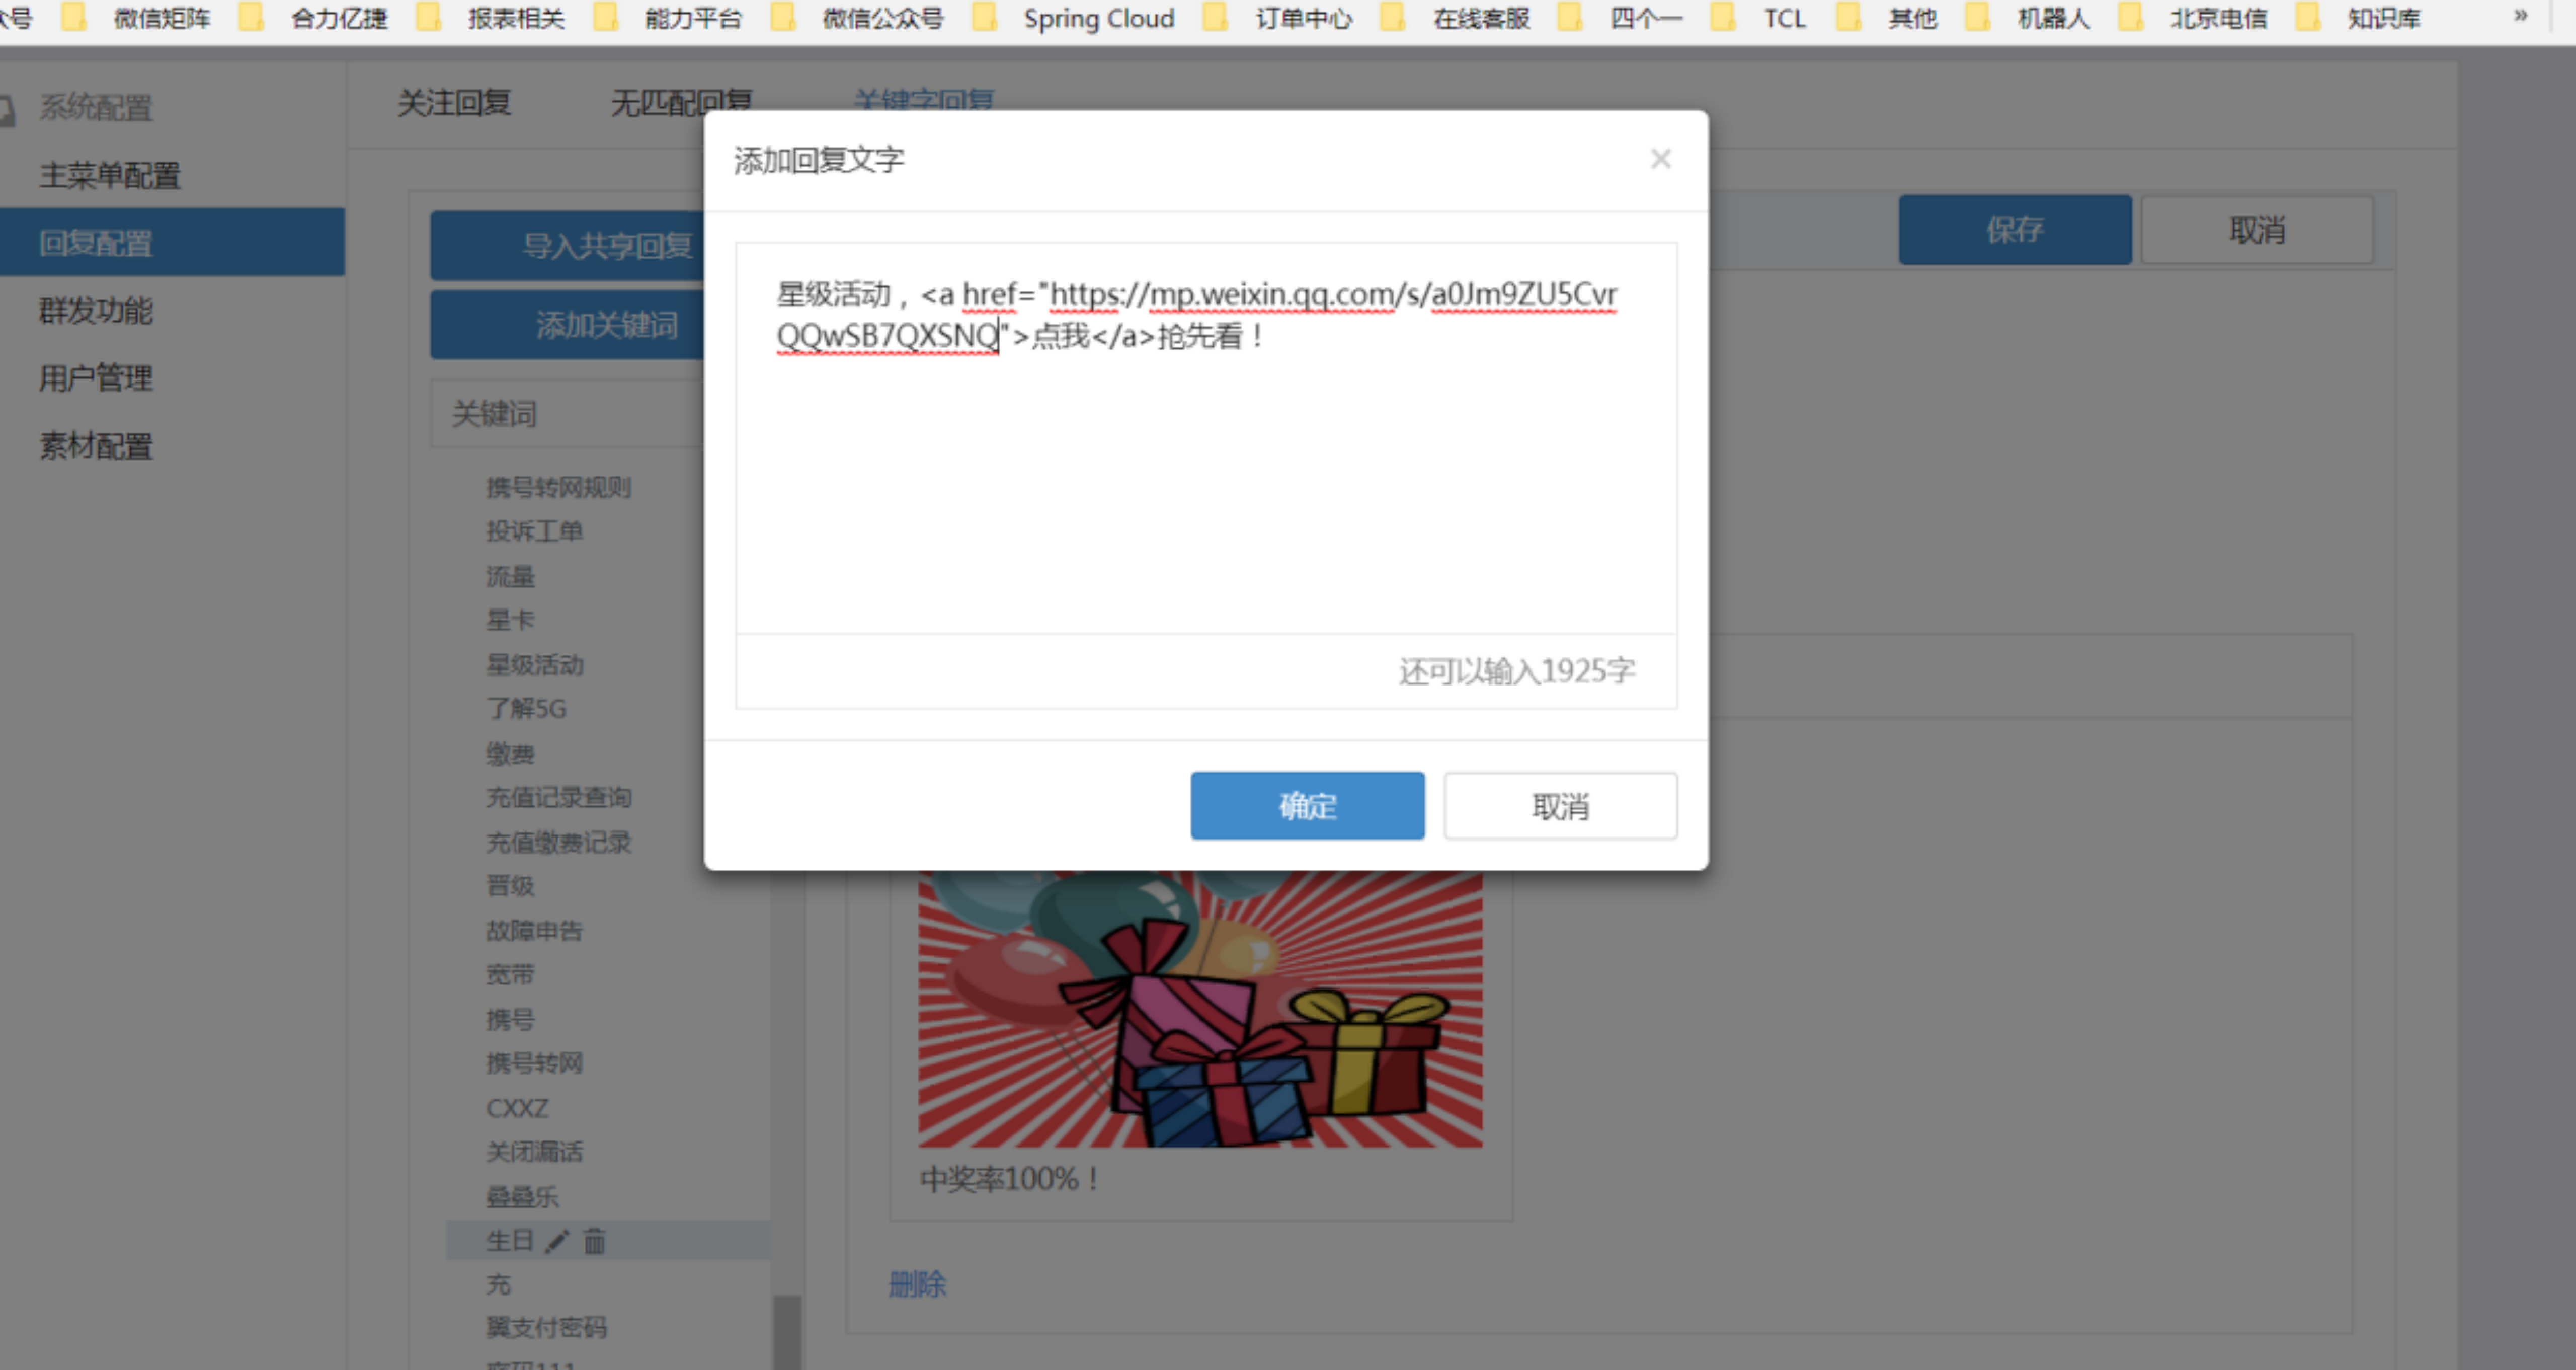 微信矩阵 合力亿捷 报表相关 能力平台 微信公众号 Spring Cloud 订单中心 在线客服 四个一 TCL 其他 机器人 北京电信 知识库 »
系统配置
主菜单配置
回复配置
群发功能
用户管理
素材配置
关注回复 无匹配回复 关键字回复
导入共享回复
添加关键词
关键词
携号转网规则
投诉工单
流量
星卡
星级活动
了解5G
缴费
充值记录查询
充值缴费记录
晋级
故障申告
宽带
携号
携号转网
CXXZ
关闭漏话
叠叠乐
生日
充
翼支付密码
保存 取消
添加回复文字 ×
星级活动，<a href="https://mp.weixin.qq.com/s/a0Jm9ZU5Cvr
QQwSB7QXSNQ">点我</a>抢先看！
还可以输入1925字
确定 取消
中奖率100%！
删除